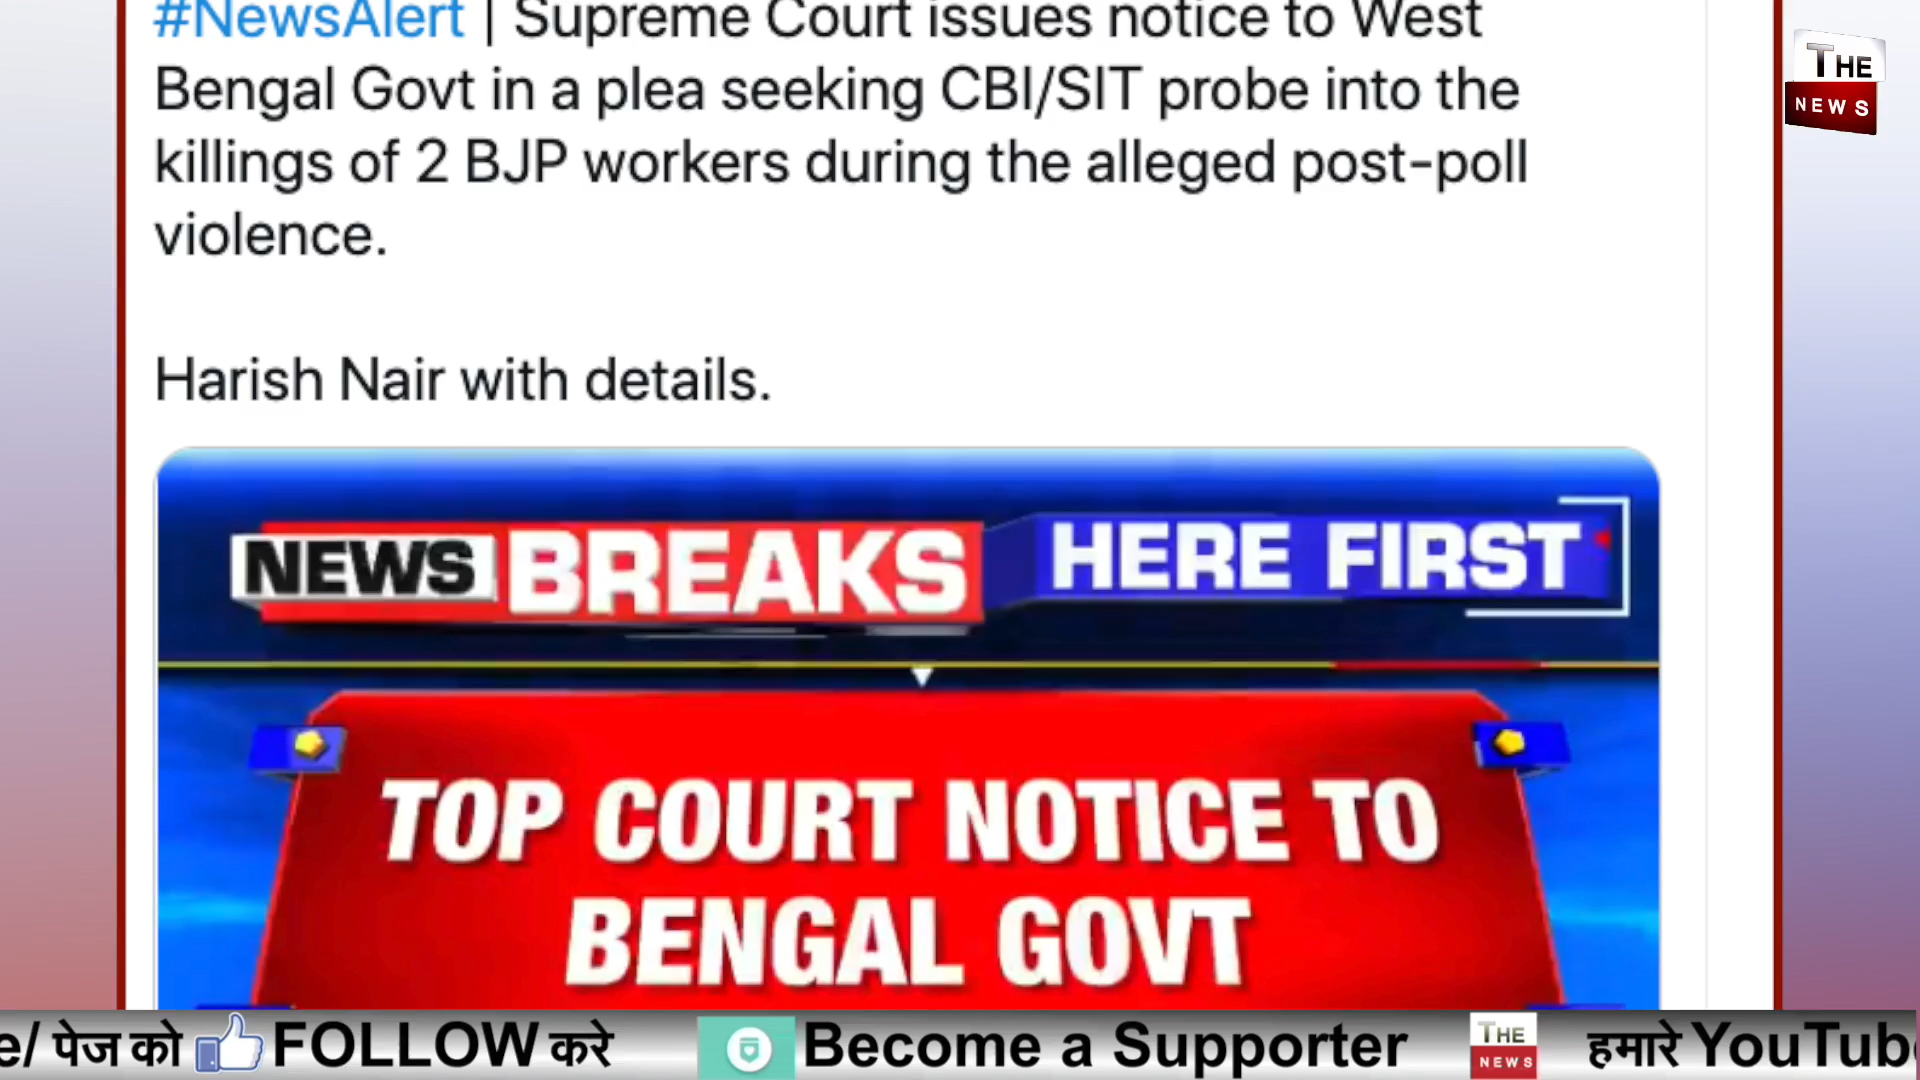 #NewsAlert | Supreme Court issues notice to West
Bengal Govt in a plea seeking CBI/SIT probe into the
killings of 2 BJP workers during the alleged post-poll
violence.
Harish Nair with details.
THE
NEWS
NEWS BREAKS HERE FIRST
TOP COURT NOTICE TO
BENGAL GOVT
e/ पेज को FOLLOW करे Become a Supporter THE NEWS हमारे YouTube